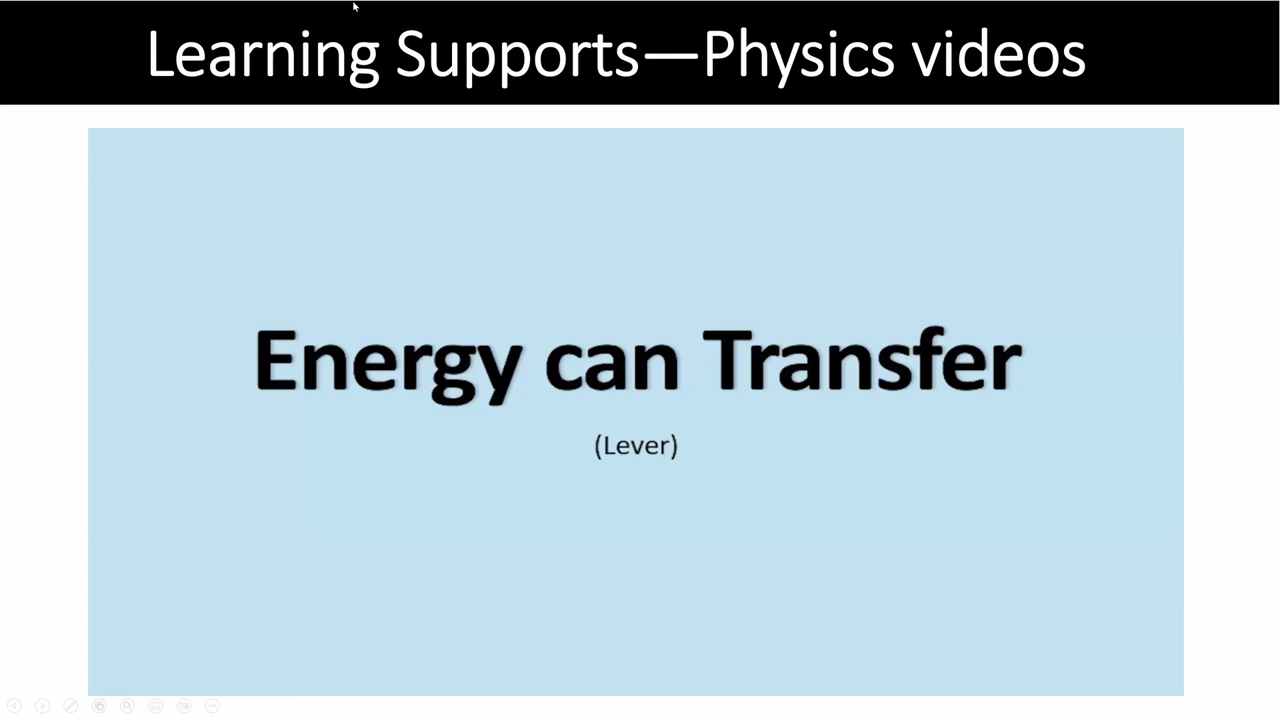 Learning Supports—Physics videos
Energy can Transfer
(Lever)